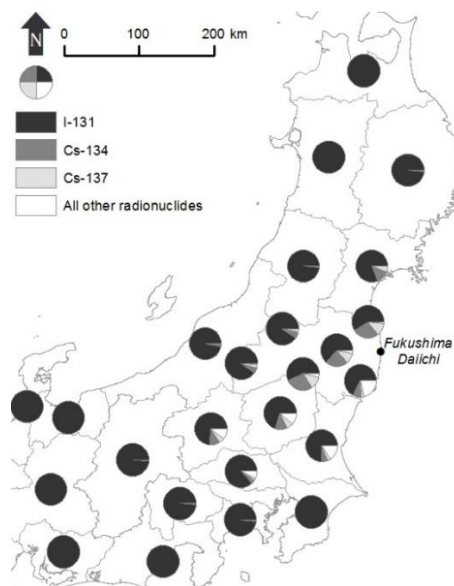 N
0 100 200 km
I-131
Cs-134
Cs-137
All other radionuclides
Fukushima
Daiichi